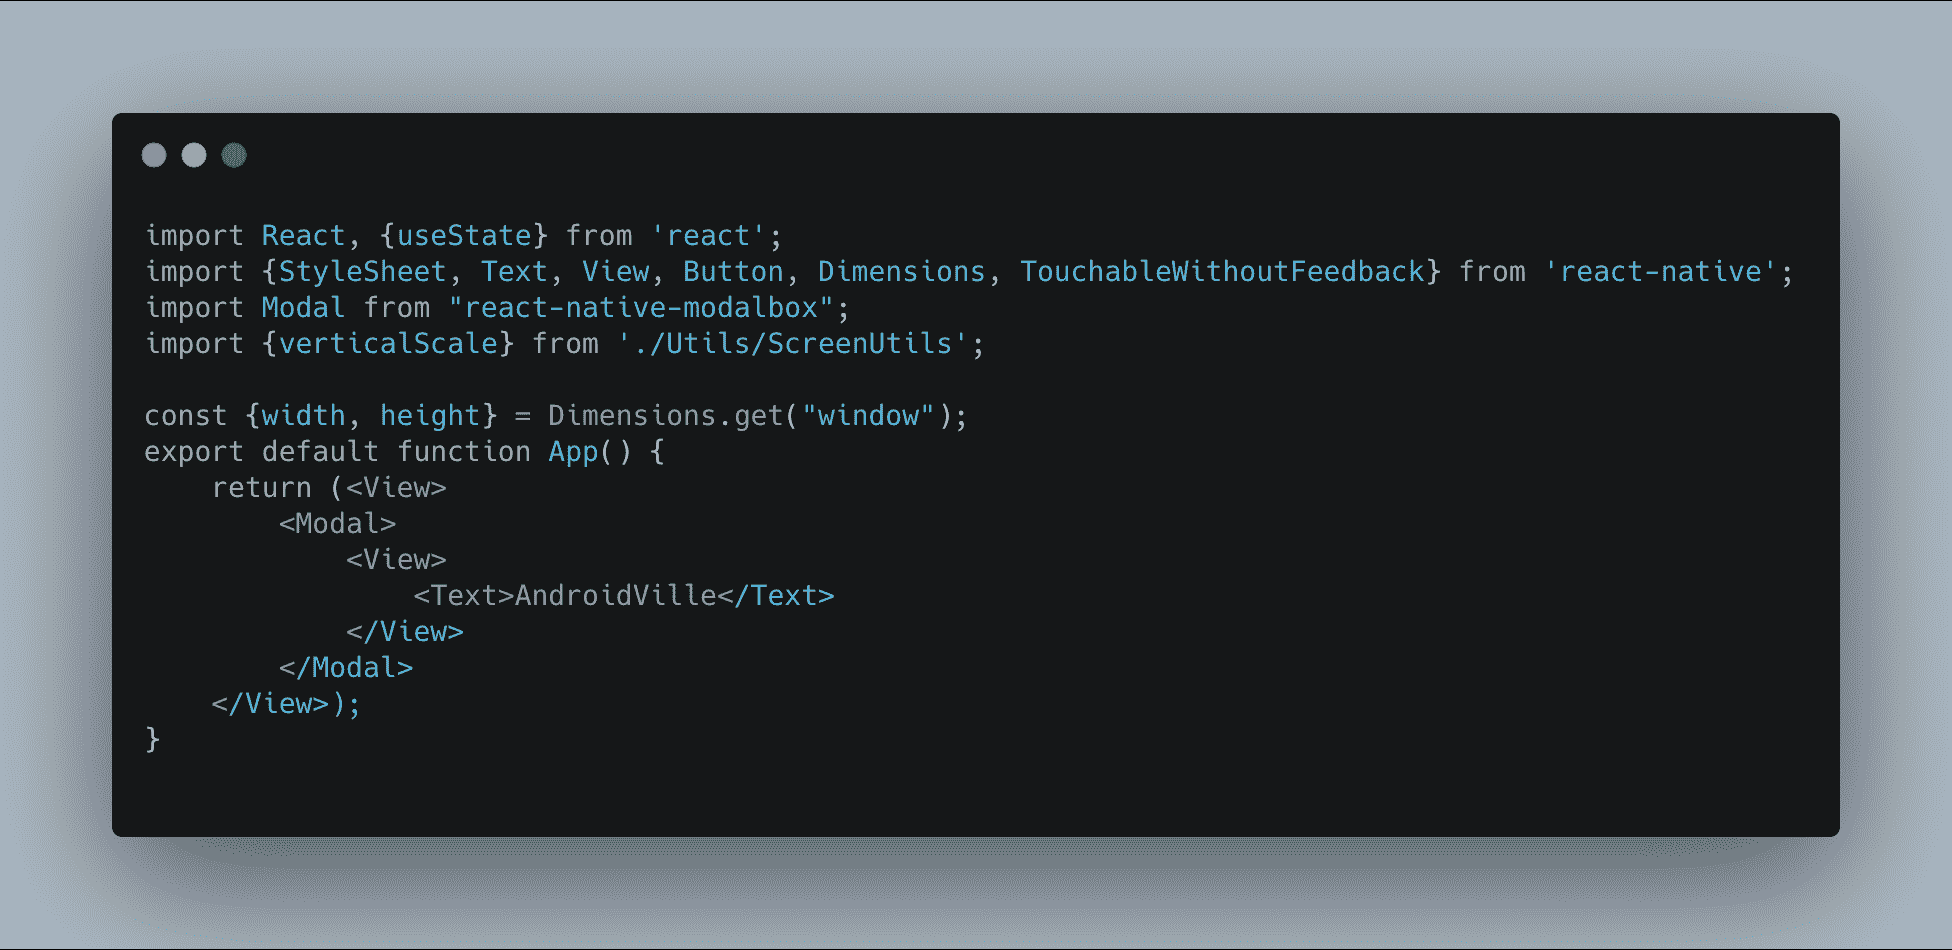 import React, {useState} from 'react';
import {StyleSheet, Text, View, Button, Dimensions, TouchableWithoutFeedback} from 'react-native';
import Modal from "react-native-modalbox";
import {verticalScale} from './Utils/ScreenUtils';

const {width, height} = Dimensions.get("window");
export default function App() {
    return (<View>
        <Modal>
            <View>
                <Text>AndroidVille</Text>
            </View>
        </Modal>
    </View>);
}